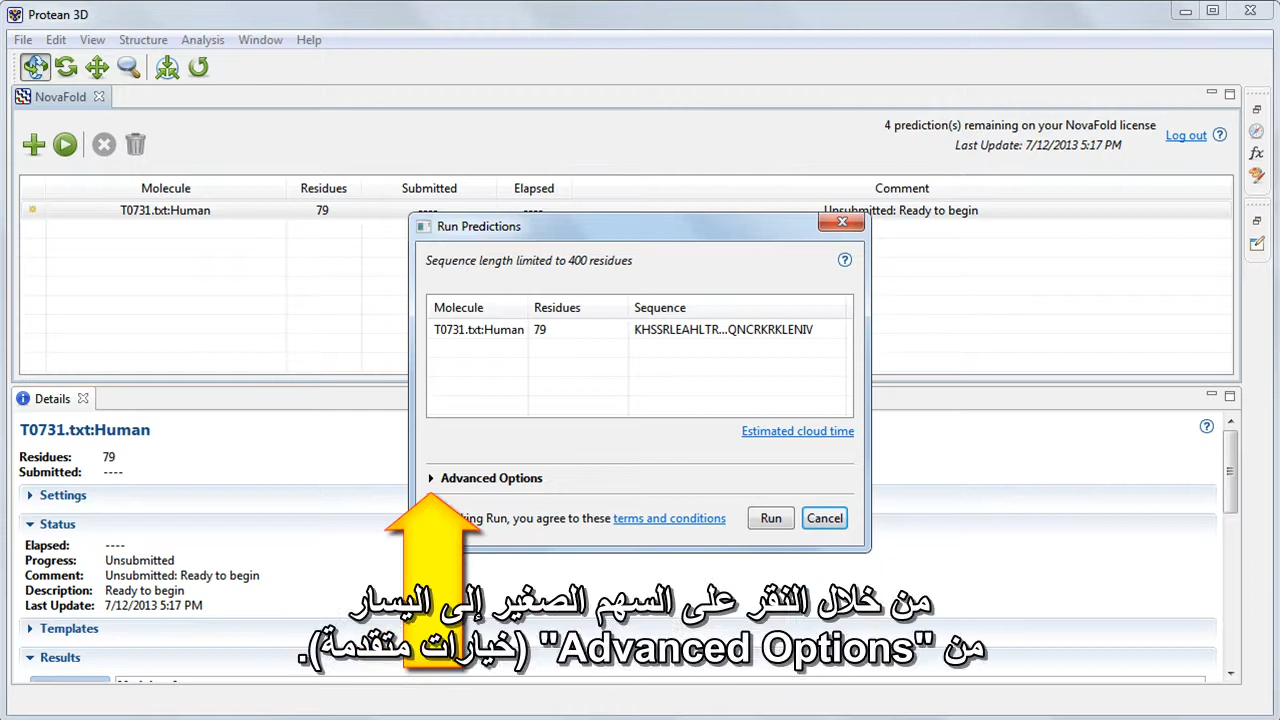 Protean 3D
File Edit View Structure Analysis Window Help
NovaFold
4 prediction(s) remaining on your NovaFold license
Last Update: 7/12/2013 5:17 PM
Log out
Molecule Residues Submitted Elapsed Comment
T0731.txt:Human 79 ---- ---- Unsubmitted: Ready to begin
Run Predictions
Sequence length limited to 400 residues
Molecule Residues Sequence
T0731.txt:Human 79 KHSSRLEAHLTR...QNCRKRKLENIV
Estimated cloud time
Advanced Options
Run, you agree to these terms and conditions
Run Cancel
Details
T0731.txt:Human
Residues: 79
Submitted: ----
Settings
Status
Elapsed: ----
Progress: Unsubmitted
Comment: Unsubmitted: Ready to begin
Description: Ready to begin
Last Update: 7/12/2013 5:17 PM
Templates
Results
من خلال النقر على السهم الصغير إلى اليسار
من "Advanced Options" (خيارات متقدمة).